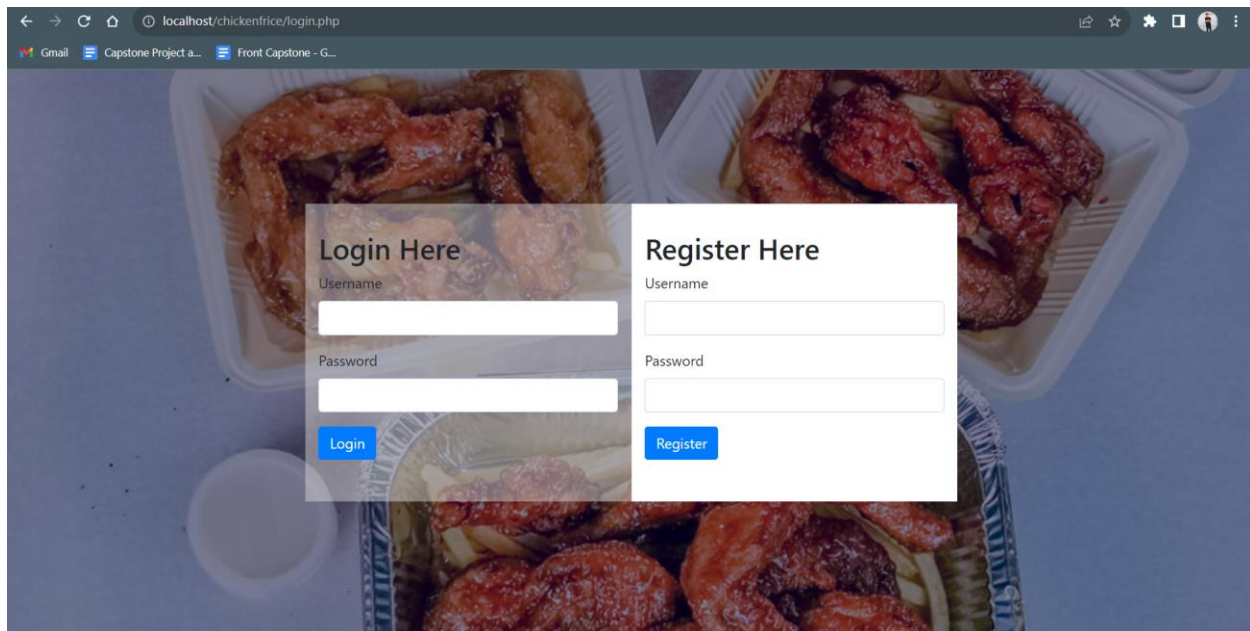 localhost/chickenfrice/login.php
Gmail Capstone Project a... Front Capstone - G...
Login Here
Username
Password
Login
Register Here
Username
Password
Register